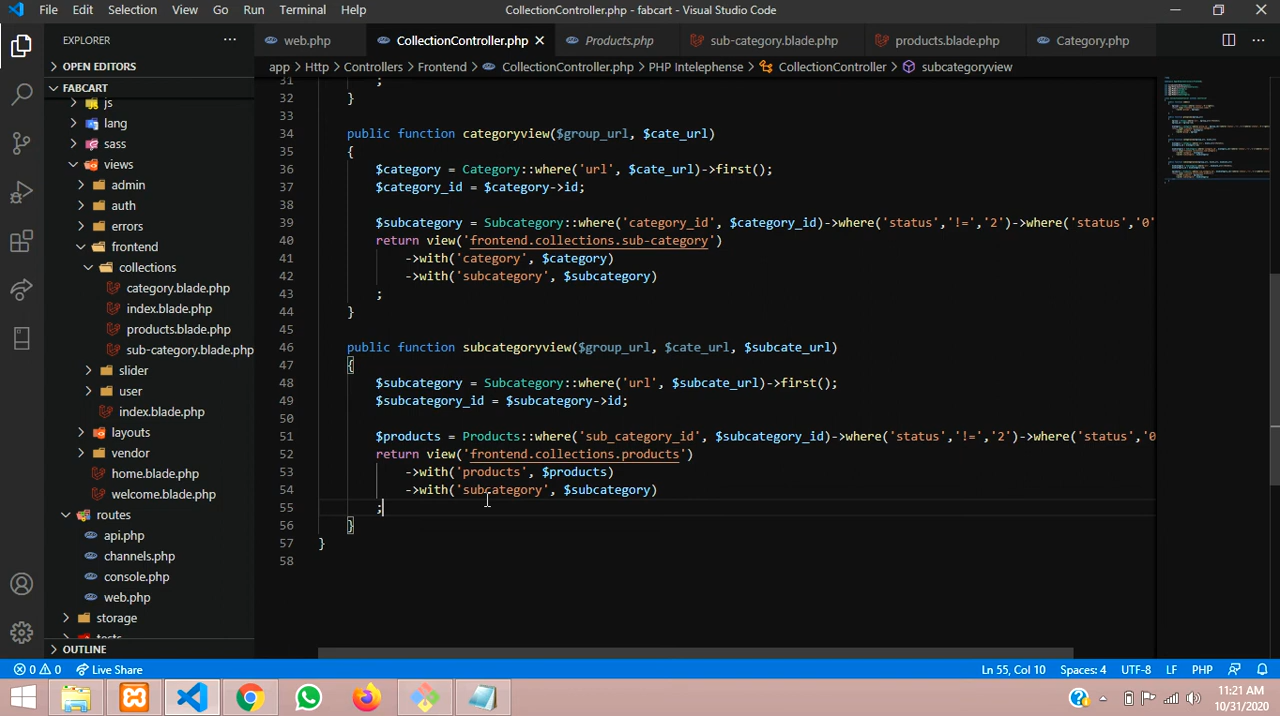 File Edit Selection View Go Run Terminal Help CollectionController.php - fabcart - Visual Studio Code
EXPLORER ··· web.php CollectionController.php Products.php sub-category.blade.php products.blade.php Category.php ···
OPEN EDITORS app > Http > Controllers > Frontend > CollectionController.php > PHP Intelephense > CollectionController > subcategoryview
FABCART
js
lang
sass
views
admin
auth
errors
frontend
collections
category.blade.php
index.blade.php
products.blade.php
sub-category.blade.php
slider
user
index.blade.php
layouts
vendor
home.blade.php
welcome.blade.php
routes
api.php
channels.php
console.php
web.php
storage
tests
OUTLINE
31 ;
32 }
33
34 public function categoryview($group_url, $cate_url)
35 {
36 $category = Category::where('url', $cate_url)->first();
37 $category_id = $category->id;
38
39 $subcategory = Subcategory::where('category_id', $category_id)->where('status','!=','2')->where('status','0'
40 return view('frontend.collections.sub-category')
41 ->with('category', $category)
42 ->with('subcategory', $subcategory)
43 ;
44 }
45
46 public function subcategoryview($group_url, $cate_url, $subcate_url)
47 {
48 $subcategory = Subcategory::where('url', $subcate_url)->first();
49 $subcategory_id = $subcategory->id;
50
51 $products = Products::where('sub_category_id', $subcategory_id)->where('status','!=','2')->where('status','0
52 return view('frontend.collections.products')
53 ->with('products', $products)
54 ->with('subcategory', $subcategory)
55 ;
56 }
57 }
58
0 0 Live Share Ln 55, Col 10 Spaces: 4 UTF-8 LF PHP
11:21 AM
10/31/2020